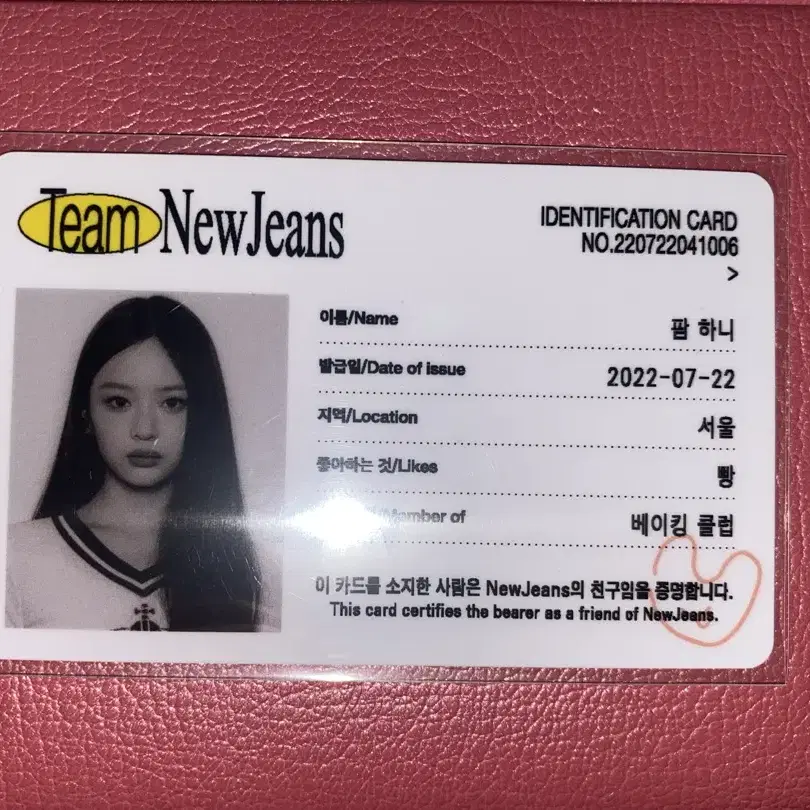 Team NewJeans
IDENTIFICATION CARD
NO.220722041006
>
이름/Name 팜 하니
발급일/Date of issue 2022-07-22
지역/Location 서울
좋아하는 것/Likes 빵
/Member of 베이킹 클럽
이 카드를 소지한 사람은 NewJeans의 친구임을 증명합니다.
This card certifies the bearer as a friend of NewJeans.